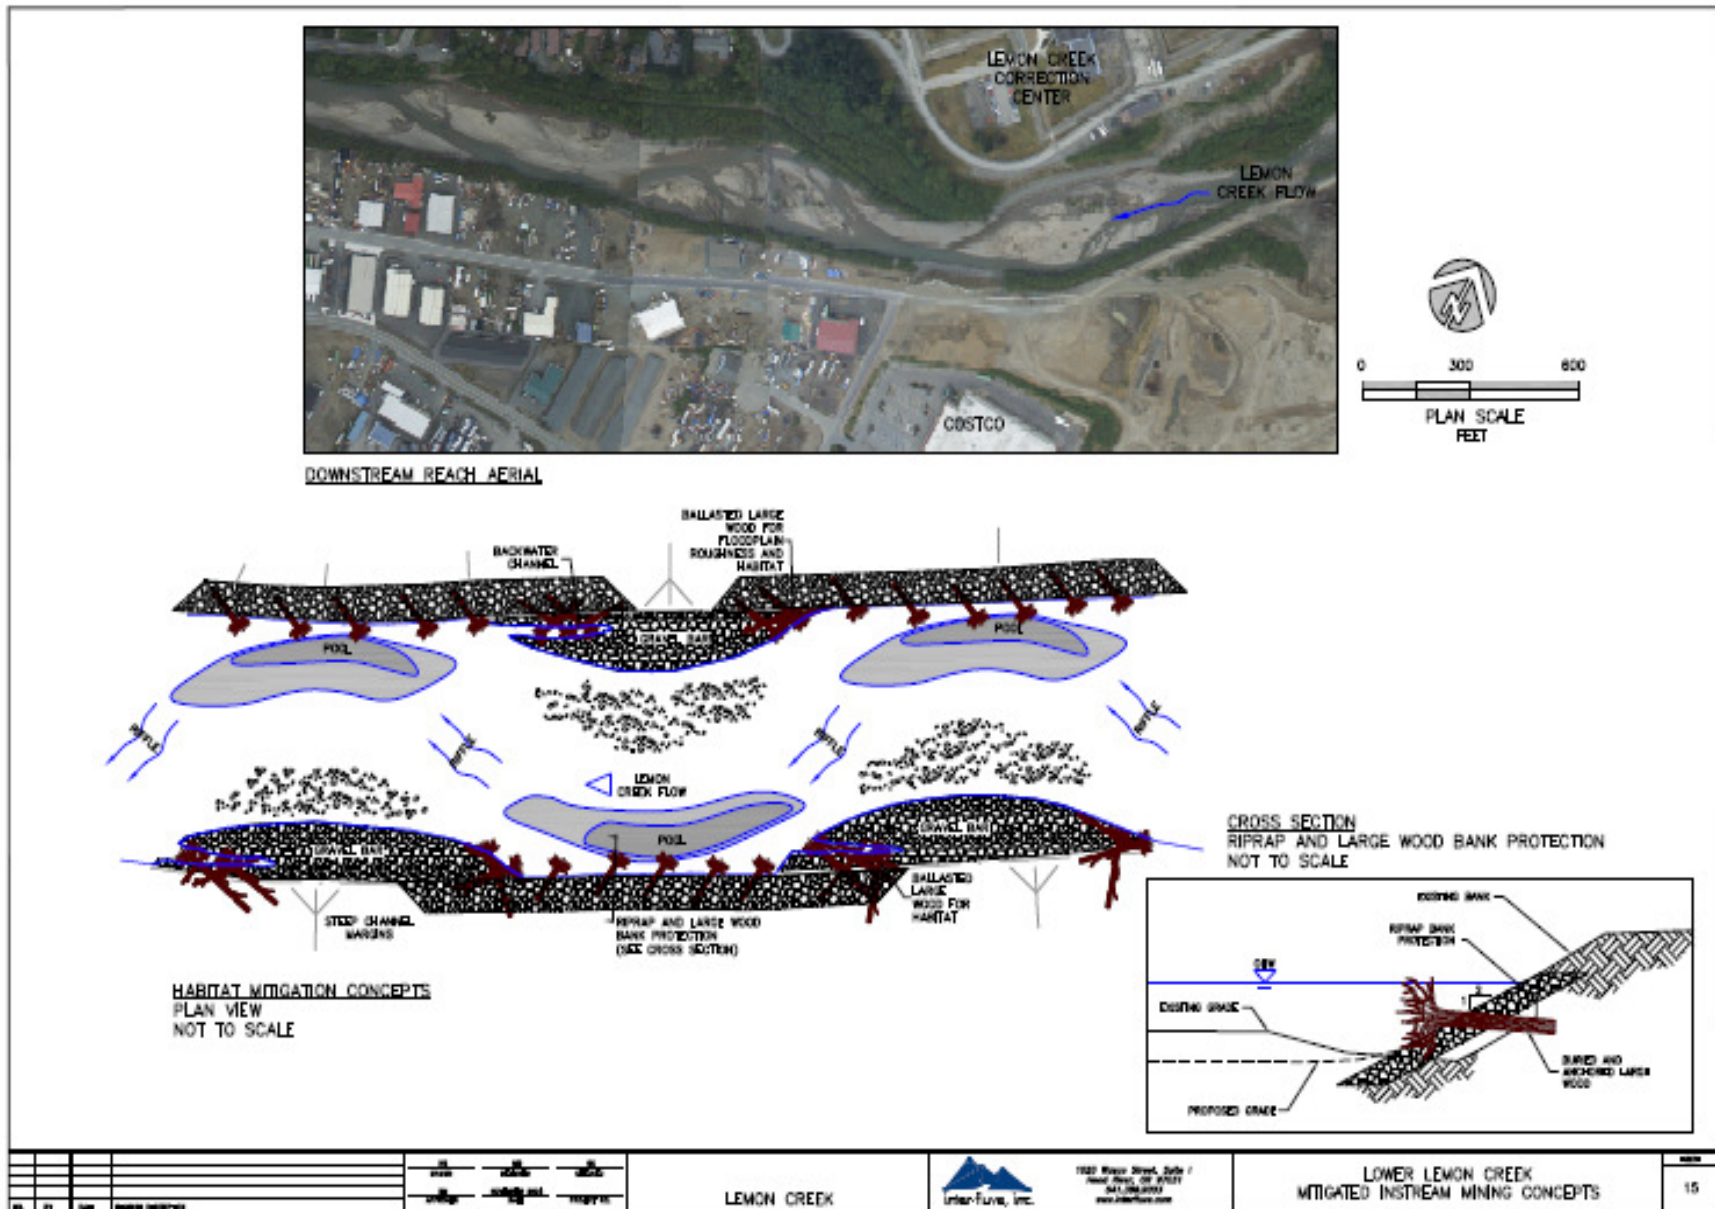 LEMON CREEK
CORRECTION
CENTER
LEMON
CREEK FLOW
COSTCO
N
0 300 600
PLAN SCALE
FEET
DOWNSTREAM REACH AERIAL
BALLASTED LARGE
WOOD FOR
FLOODPLAIN
ROUGHNESS AND
HABITAT
BACKWATER
CHANNEL
GRAVEL BAR
POOL
POOL
RIFFLE
RIFFLE
RIFFLE
RIFFLE
LEMON
CREEK FLOW
POOL
GRAVEL BAR
GRAVEL BAR
STEEP CHANNEL
MARGINS
RIPRAP AND LARGE WOOD
BANK PROTECTION
(SEE CROSS SECTION)
BALLASTED
LARGE
WOOD FOR
HABITAT
HABITAT MITIGATION CONCEPTS
PLAN VIEW
NOT TO SCALE
CROSS SECTION
RIPRAP AND LARGE WOOD BANK PROTECTION
NOT TO SCALE
EXISTING BANK
RIPRAP BANK
PROTECTION
OHW
2
1
EXISTING GRADE
BURIED AND
ANCHORED LARGE
WOOD
PROPOSED GRADE
LEMON CREEK
inter-fluve, inc.
LOWER LEMON CREEK
MITIGATED INSTREAM MINING CONCEPTS
15